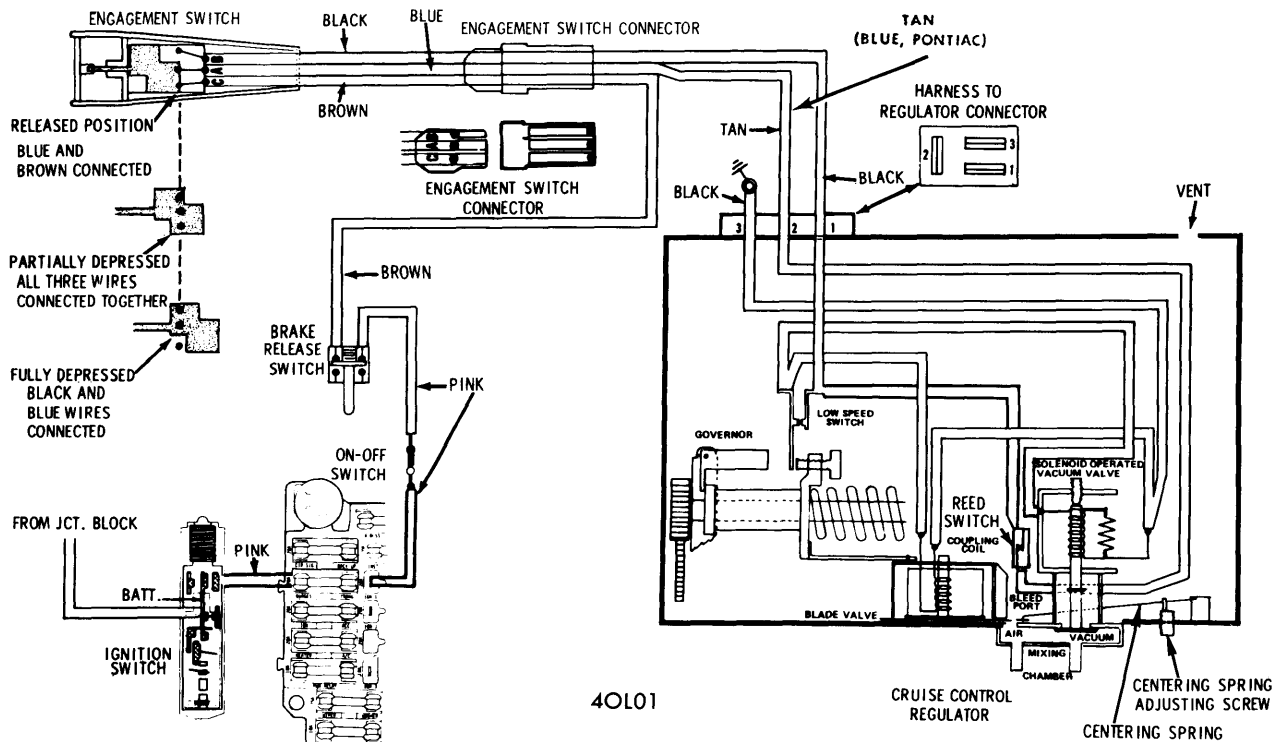 ENGAGEMENT SWITCH
BLACK
BLUE
ENGAGEMENT SWITCH CONNECTOR
TAN
(BLUE, PONTIAC)
B
A
C
BROWN
RELEASED POSITION
BLUE AND
BROWN CONNECTED
HARNESS TO
REGULATOR CONNECTOR
2
3
1
TAN
C A B
ENGAGEMENT SWITCH
CONNECTOR
BLACK
BLACK
VENT
3
2
1
PARTIALLY DEPRESSED
ALL THREE WIRES
CONNECTED TOGETHER
BROWN
BRAKE
RELEASE
SWITCH
PINK
FULLY DEPRESSED
BLACK AND
BLUE WIRES
CONNECTED
LOW SPEED
SWITCH
GOVERNOR
ON-OFF
SWITCH
SOLENOID OPERATED
VACUUM VALVE
REED
SWITCH
COUPLING
COIL
FROM JCT. BLOCK
PINK
BATT.
IGNITION
SWITCH
BLEED
PORT
BLADE VALVE
AIR
VACUUM
MIXING
CHAMBER
CRUISE CONTROL
REGULATOR
CENTERING SPRING
ADJUSTING SCREW
CENTERING SPRING
40L01